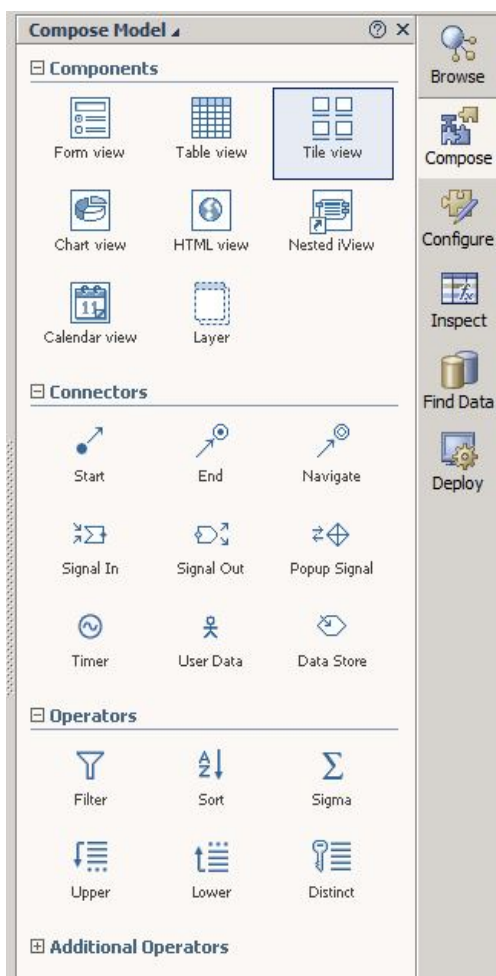 Compose Model
Components
Form view
Table view
Tile view
Chart view
HTML view
Nested iView
11
Calendar view
Layer
Connectors
Start
End
Navigate
Signal In
Signal Out
Popup Signal
Timer
User Data
Data Store
Operators
A
Z
Filter
Sort
Σ
Sigma
Upper
Lower
Distinct
Additional Operators
Browse
Compose
Configure
fx
Inspect
Find Data
Deploy